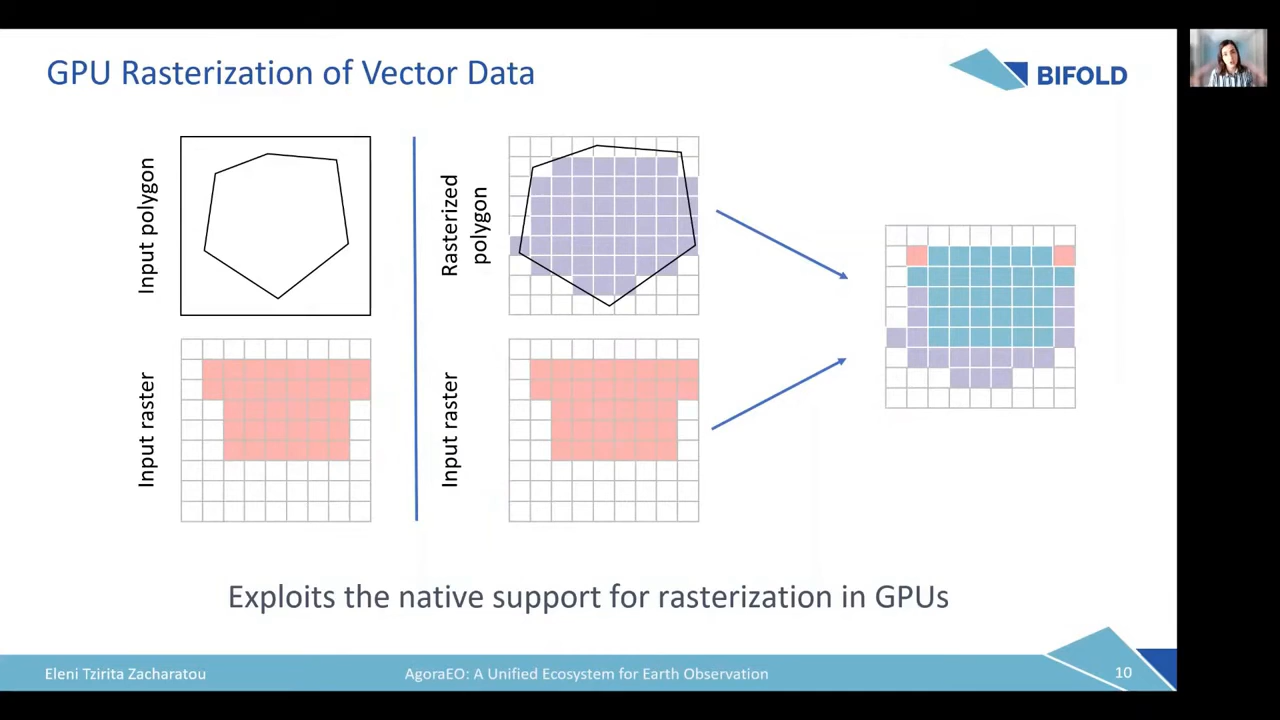 GPU Rasterization of Vector Data
BIFOLD
Input polygon
Rasterized
polygon
Input raster
Input raster
Exploits the native support for rasterization in GPUs
Eleni Tzirita Zacharatou
AgoraEO: A Unified Ecosystem for Earth Observation
10